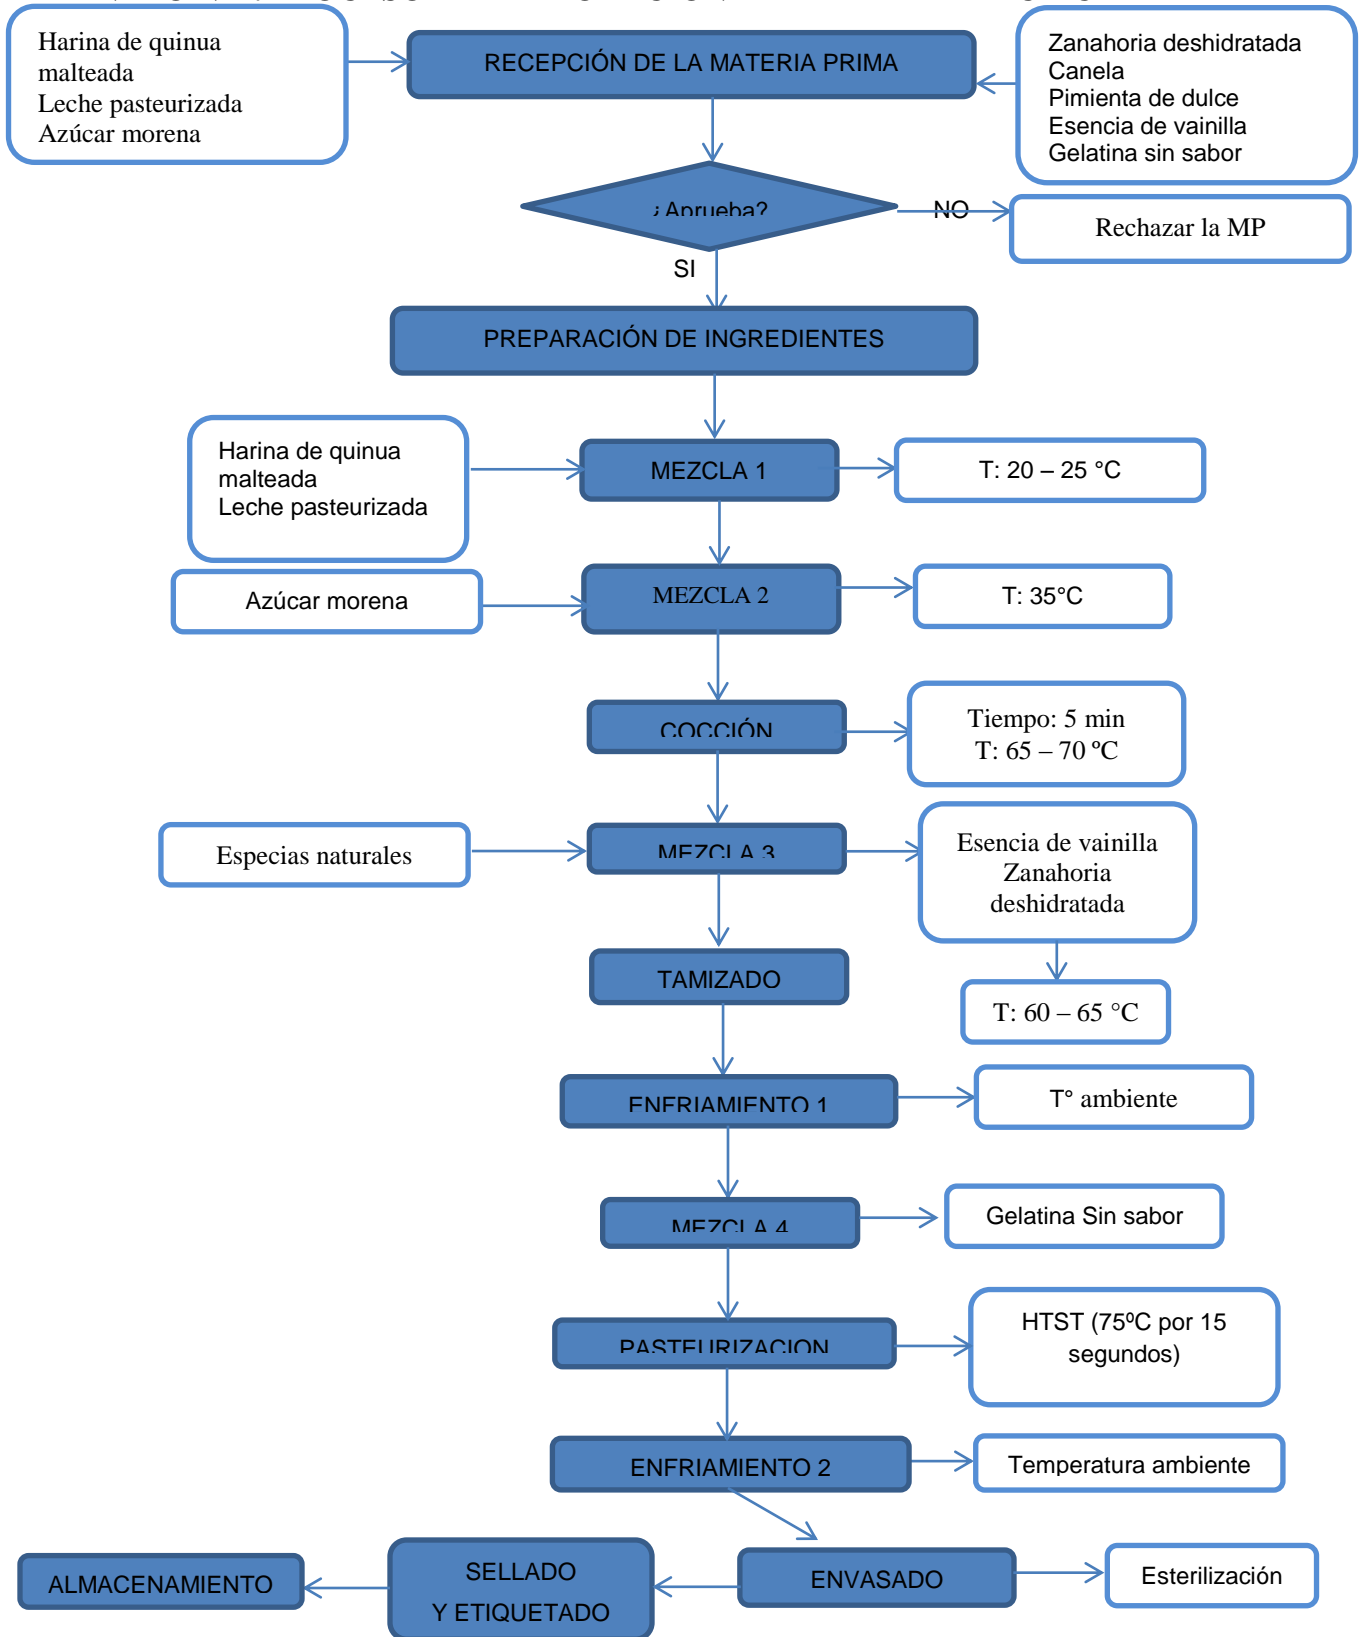 Harina de quinua
malteada
Leche pasteurizada
Azúcar morena
RECEPCIÓN DE LA MATERIA PRIMA
Zanahoria deshidratada
Canela
Pimienta de dulce
Esencia de vainilla
Gelatina sin sabor
¿Aprueba?
NO
Rechazar la MP
SI
PREPARACIÓN DE INGREDIENTES
Harina de quinua
malteada
Leche pasteurizada
MEZCLA 1
T: 20 – 25 °C
Azúcar morena
MEZCLA 2
T: 35°C
COCCIÓN
Tiempo: 5 min
T: 65 – 70 ºC
Especias naturales
MEZCLA 3
Esencia de vainilla
Zanahoria
deshidratada
TAMIZADO
T: 60 – 65 °C
ENFRIAMIENTO 1
T° ambiente
MEZCLA 4
Gelatina Sin sabor
PASTEURIZACION
HTST (75ºC por 15
segundos)
ENFRIAMIENTO 2
Temperatura ambiente
ALMACENAMIENTO
SELLADO
Y ETIQUETADO
ENVASADO
Esterilización